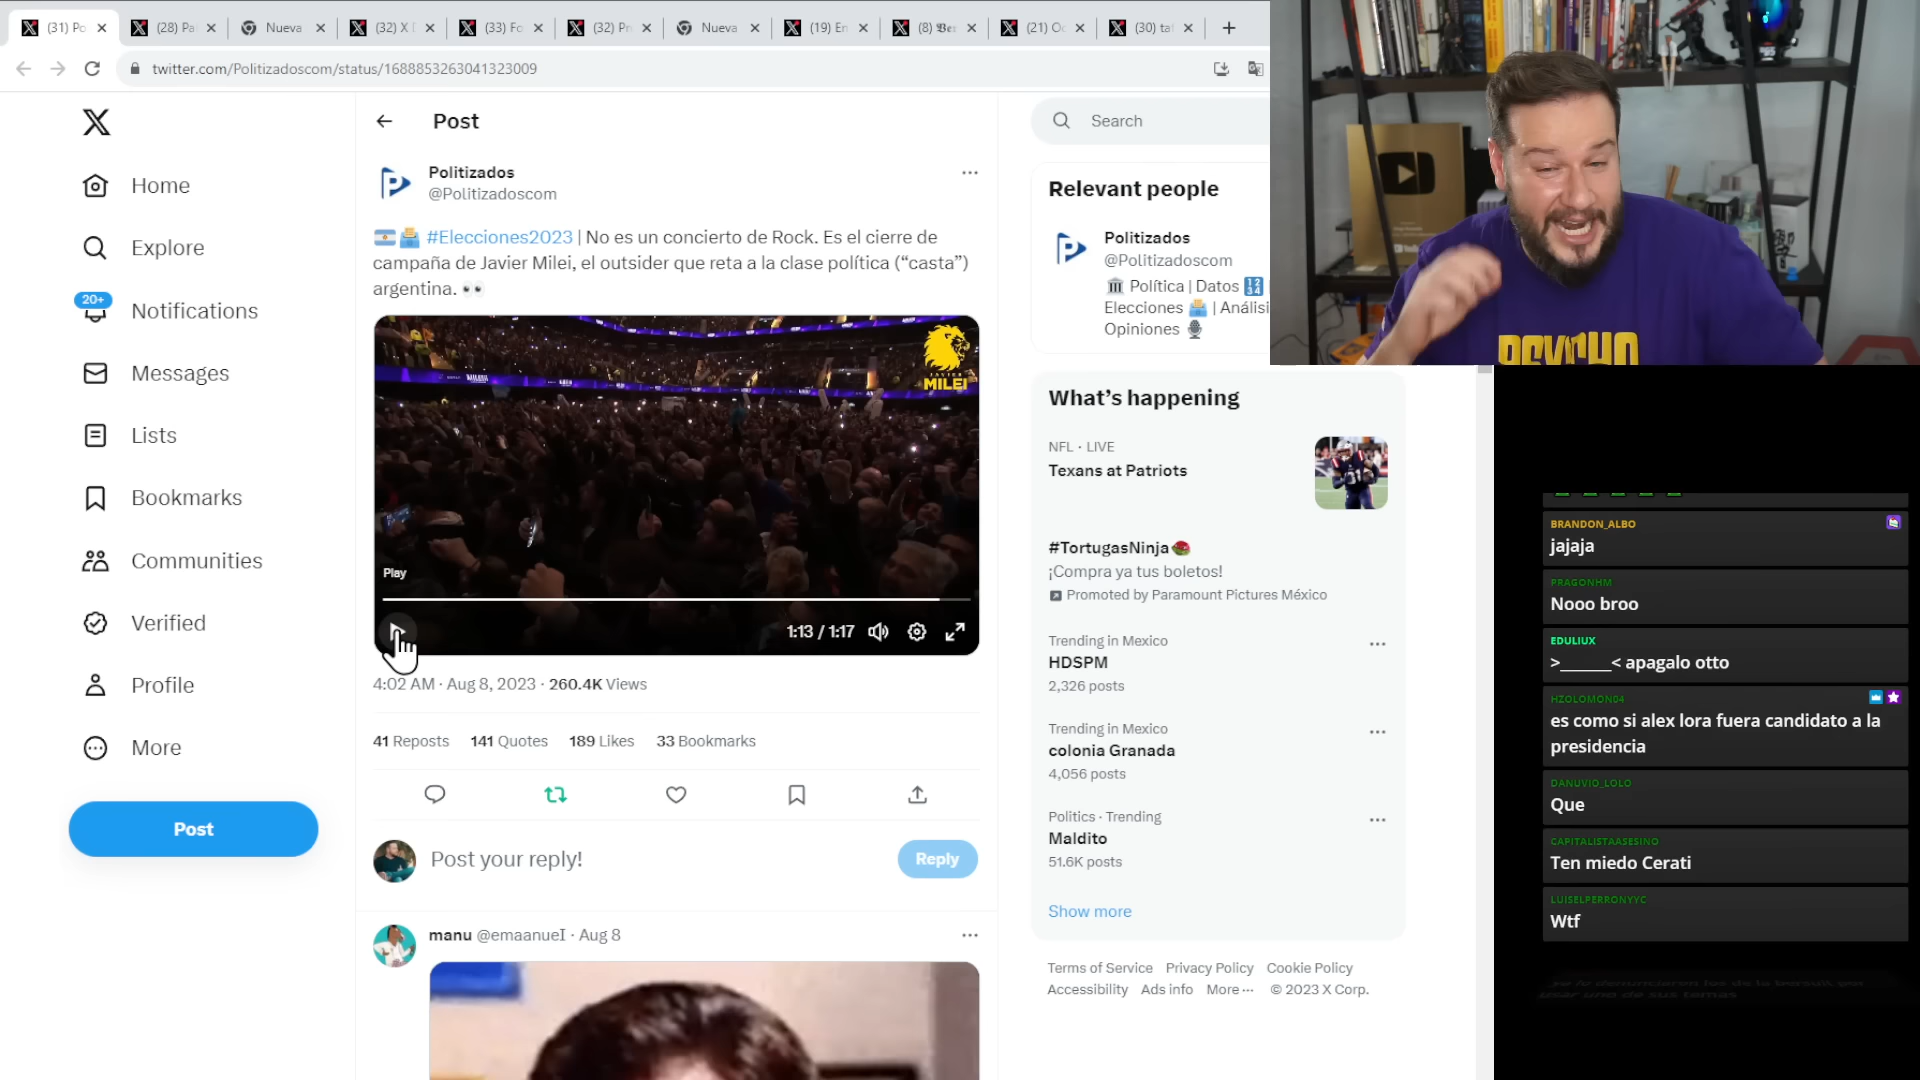 (31) Po
(28) Pa
Nueva
(32) X
(33) Fo
(32) Pr
Nueva
(19) En
(8) Ber
(21) Oc
(30) ta
twitter.com/Politizadoscom/status/1688853263041323009
Home
Explore
20+
Notifications
Messages
Lists
Bookmarks
Communities
Verified
Profile
More
Post
Post
Politizados
@Politizadoscom
#Elecciones2023 | No es un concierto de Rock. Es el cierre de
campaña de Javier Milei, el outsider que reta a la clase política (“casta”)
argentina.
JAVIER
MILEI
Play
1:13 / 1:17
4:02 AM · Aug 8, 2023 · 260.4K Views
41 Reposts 141 Quotes 189 Likes 33 Bookmarks
Post your reply!
Reply
manu @emaanueI · Aug 8
Search
Relevant people
Politizados
@Politizadoscom
Política | Datos
Elecciones | Análisi
Opiniones
What’s happening
NFL · LIVE
Texans at Patriots
#TortugasNinja
¡Compra ya tus boletos!
Promoted by Paramount Pictures México
Trending in Mexico
HDSPM
2,326 posts
Trending in Mexico
colonia Granada
4,056 posts
Politics · Trending
Maldito
51.6K posts
Show more
Terms of Service Privacy Policy Cookie Policy
Accessibility Ads info More ··· © 2023 X Corp.
PSYCHO
BRANDON_ALBO
jajaja
PRAGONHM
Nooo broo
EDULIUX
>_____< apagalo otto
HZOLOMON04
es como si alex lora fuera candidato a la
presidencia
DANUVIO_LOLO
Que
CAPITALISTAASESINO
Ten miedo Cerati
LUISELPERRONYYC
Wtf